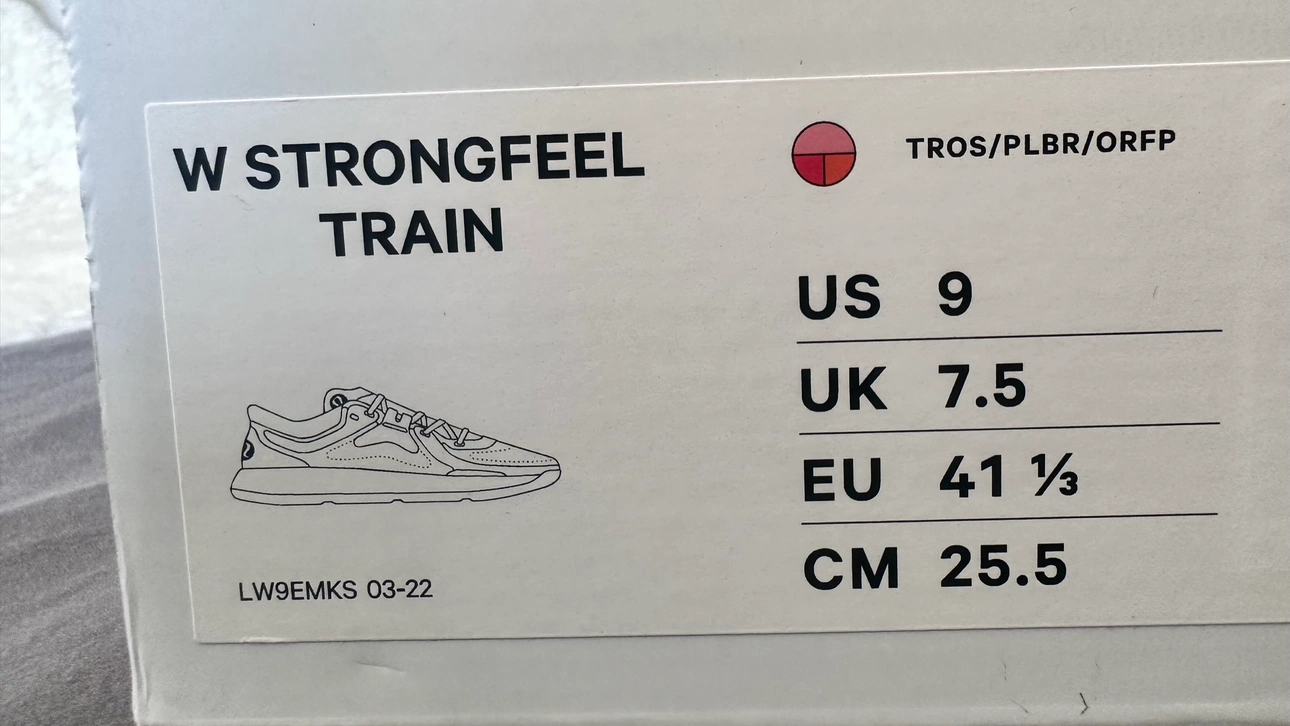 W STRONGFEEL
TRAIN
TROS/PLBR/ORFP
US 9
UK 7.5
EU 41 ⅓
CM 25.5
LW9EMKS 03-22